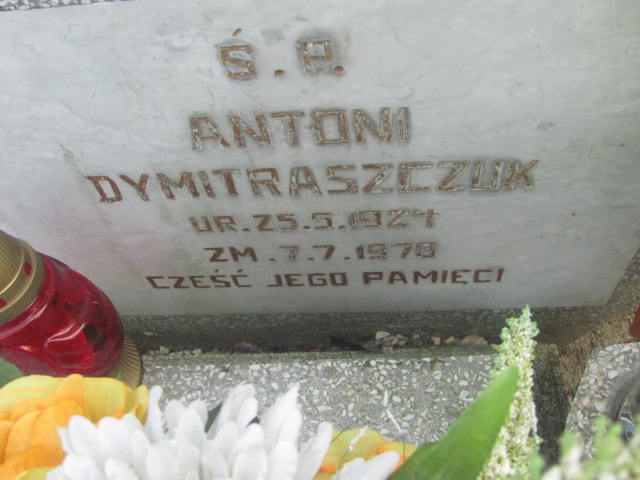 Ś.P.
ANTONI
DYMITRASZCZUK
UR.25.5.1924
ZM.7.7.1978
CZEŚĆ JEGO PAMIĘCI